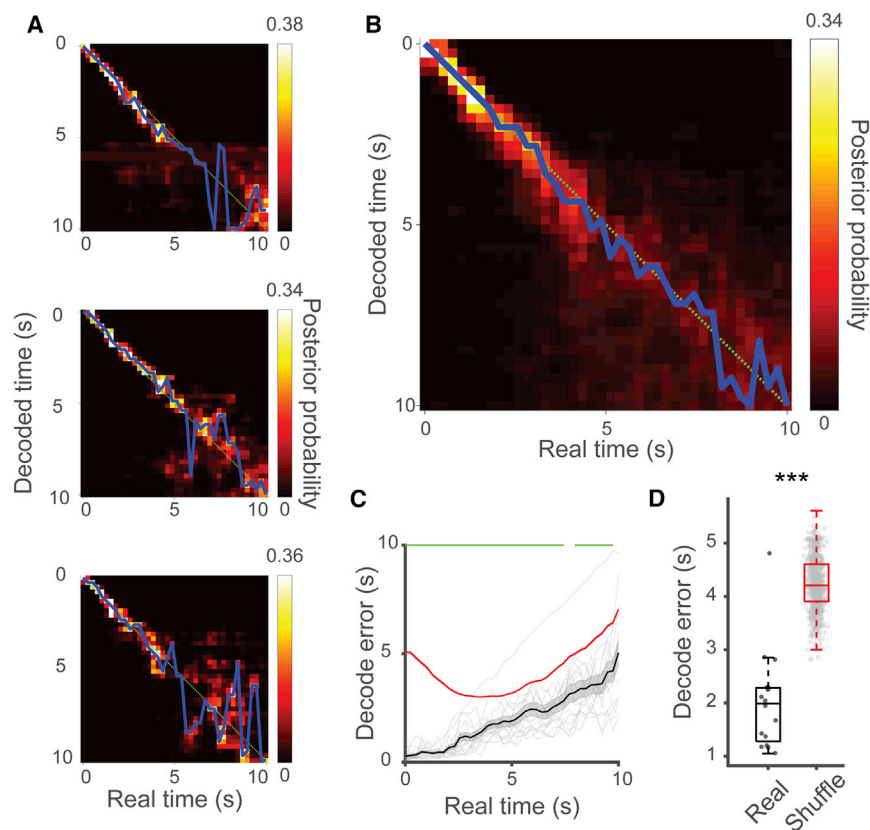 A
0.38
0
5
10
0
5
10
0
0.34
0
5
10
0
5
10
0
Decoded time (s)
Posterior probability
0.36
0
5
10
0
5
10
0
Real time (s)
B
0.34
0
5
10
0
5
10
0
Decoded time (s)
Real time (s)
Posterior probability
C
10
5
0
0
5
10
Decode error (s)
Real time (s)
D
***
5
4
3
2
1
Decode error (s)
Real
Shuffle